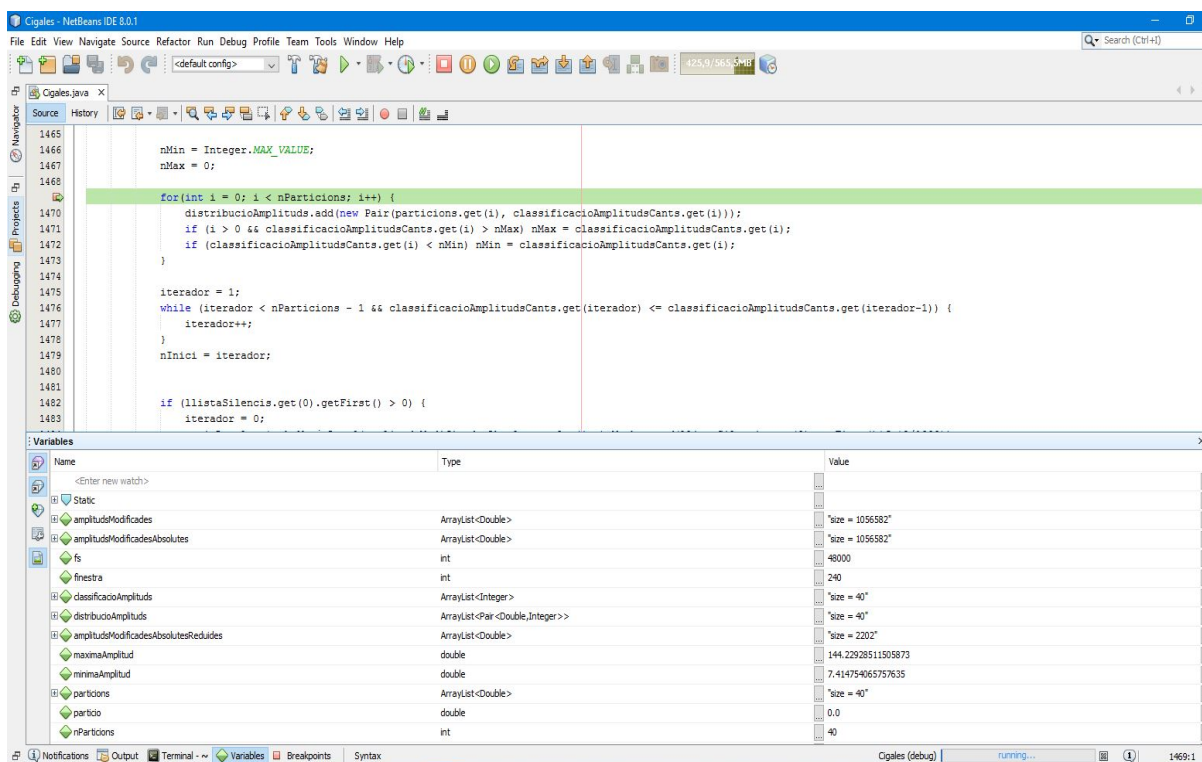 Cigales - NetBeans IDE 8.0.1
File Edit View Navigate Source Refactor Run Debug Profile Team Tools Window Help
Search (Ctrl+I)
<default config>
425,9/565,5MB
Cigales.java
Source History
Navigator
Projects
Debugging
1465
1466 nMin = Integer.MAX_VALUE;
1467 nMax = 0;
1468
for(int i = 0; i < nParticions; i++) {
1470 distribucioAmplituds.add(new Pair(particions.get(i), classificacioAmplitudsCants.get(i)));
1471 if (i > 0 && classificacioAmplitudsCants.get(i) > nMax) nMax = classificacioAmplitudsCants.get(i);
1472 if (classificacioAmplitudsCants.get(i) < nMin) nMin = classificacioAmplitudsCants.get(i);
1473 }
1474
1475 iterador = 1;
1476 while (iterador < nParticions - 1 && classificacioAmplitudsCants.get(iterador) <= classificacioAmplitudsCants.get(iterador-1)) {
1477 iterador++;
1478 }
1479 nInici = iterador;
1480
1481
1482 if (llistaSilencis.get(0).getFirst() > 0) {
1483 iterador = 0;
Variables
Name Type Value
<Enter new watch>
Static
amplitudsModificades ArrayList<Double> "size = 1056582"
amplitudsModificadesAbsolutes ArrayList<Double> "size = 1056582"
fs int 48000
finestra int 240
classificacioAmplituds ArrayList<Integer> "size = 40"
distribucioAmplituds ArrayList<Pair<Double,Integer>> "size = 40"
amplitudsModificadesAbsolutesReduides ArrayList<Double> "size = 2202"
maximaAmplitud double 144.22928511505873
minimaAmplitud double 7.414754065757635
particions ArrayList<Double> "size = 40"
particio double 0.0
nParticions int 40
Notifications Output Terminal - ~ Variables Breakpoints Syntax Cigales (debug) running... 1469:1